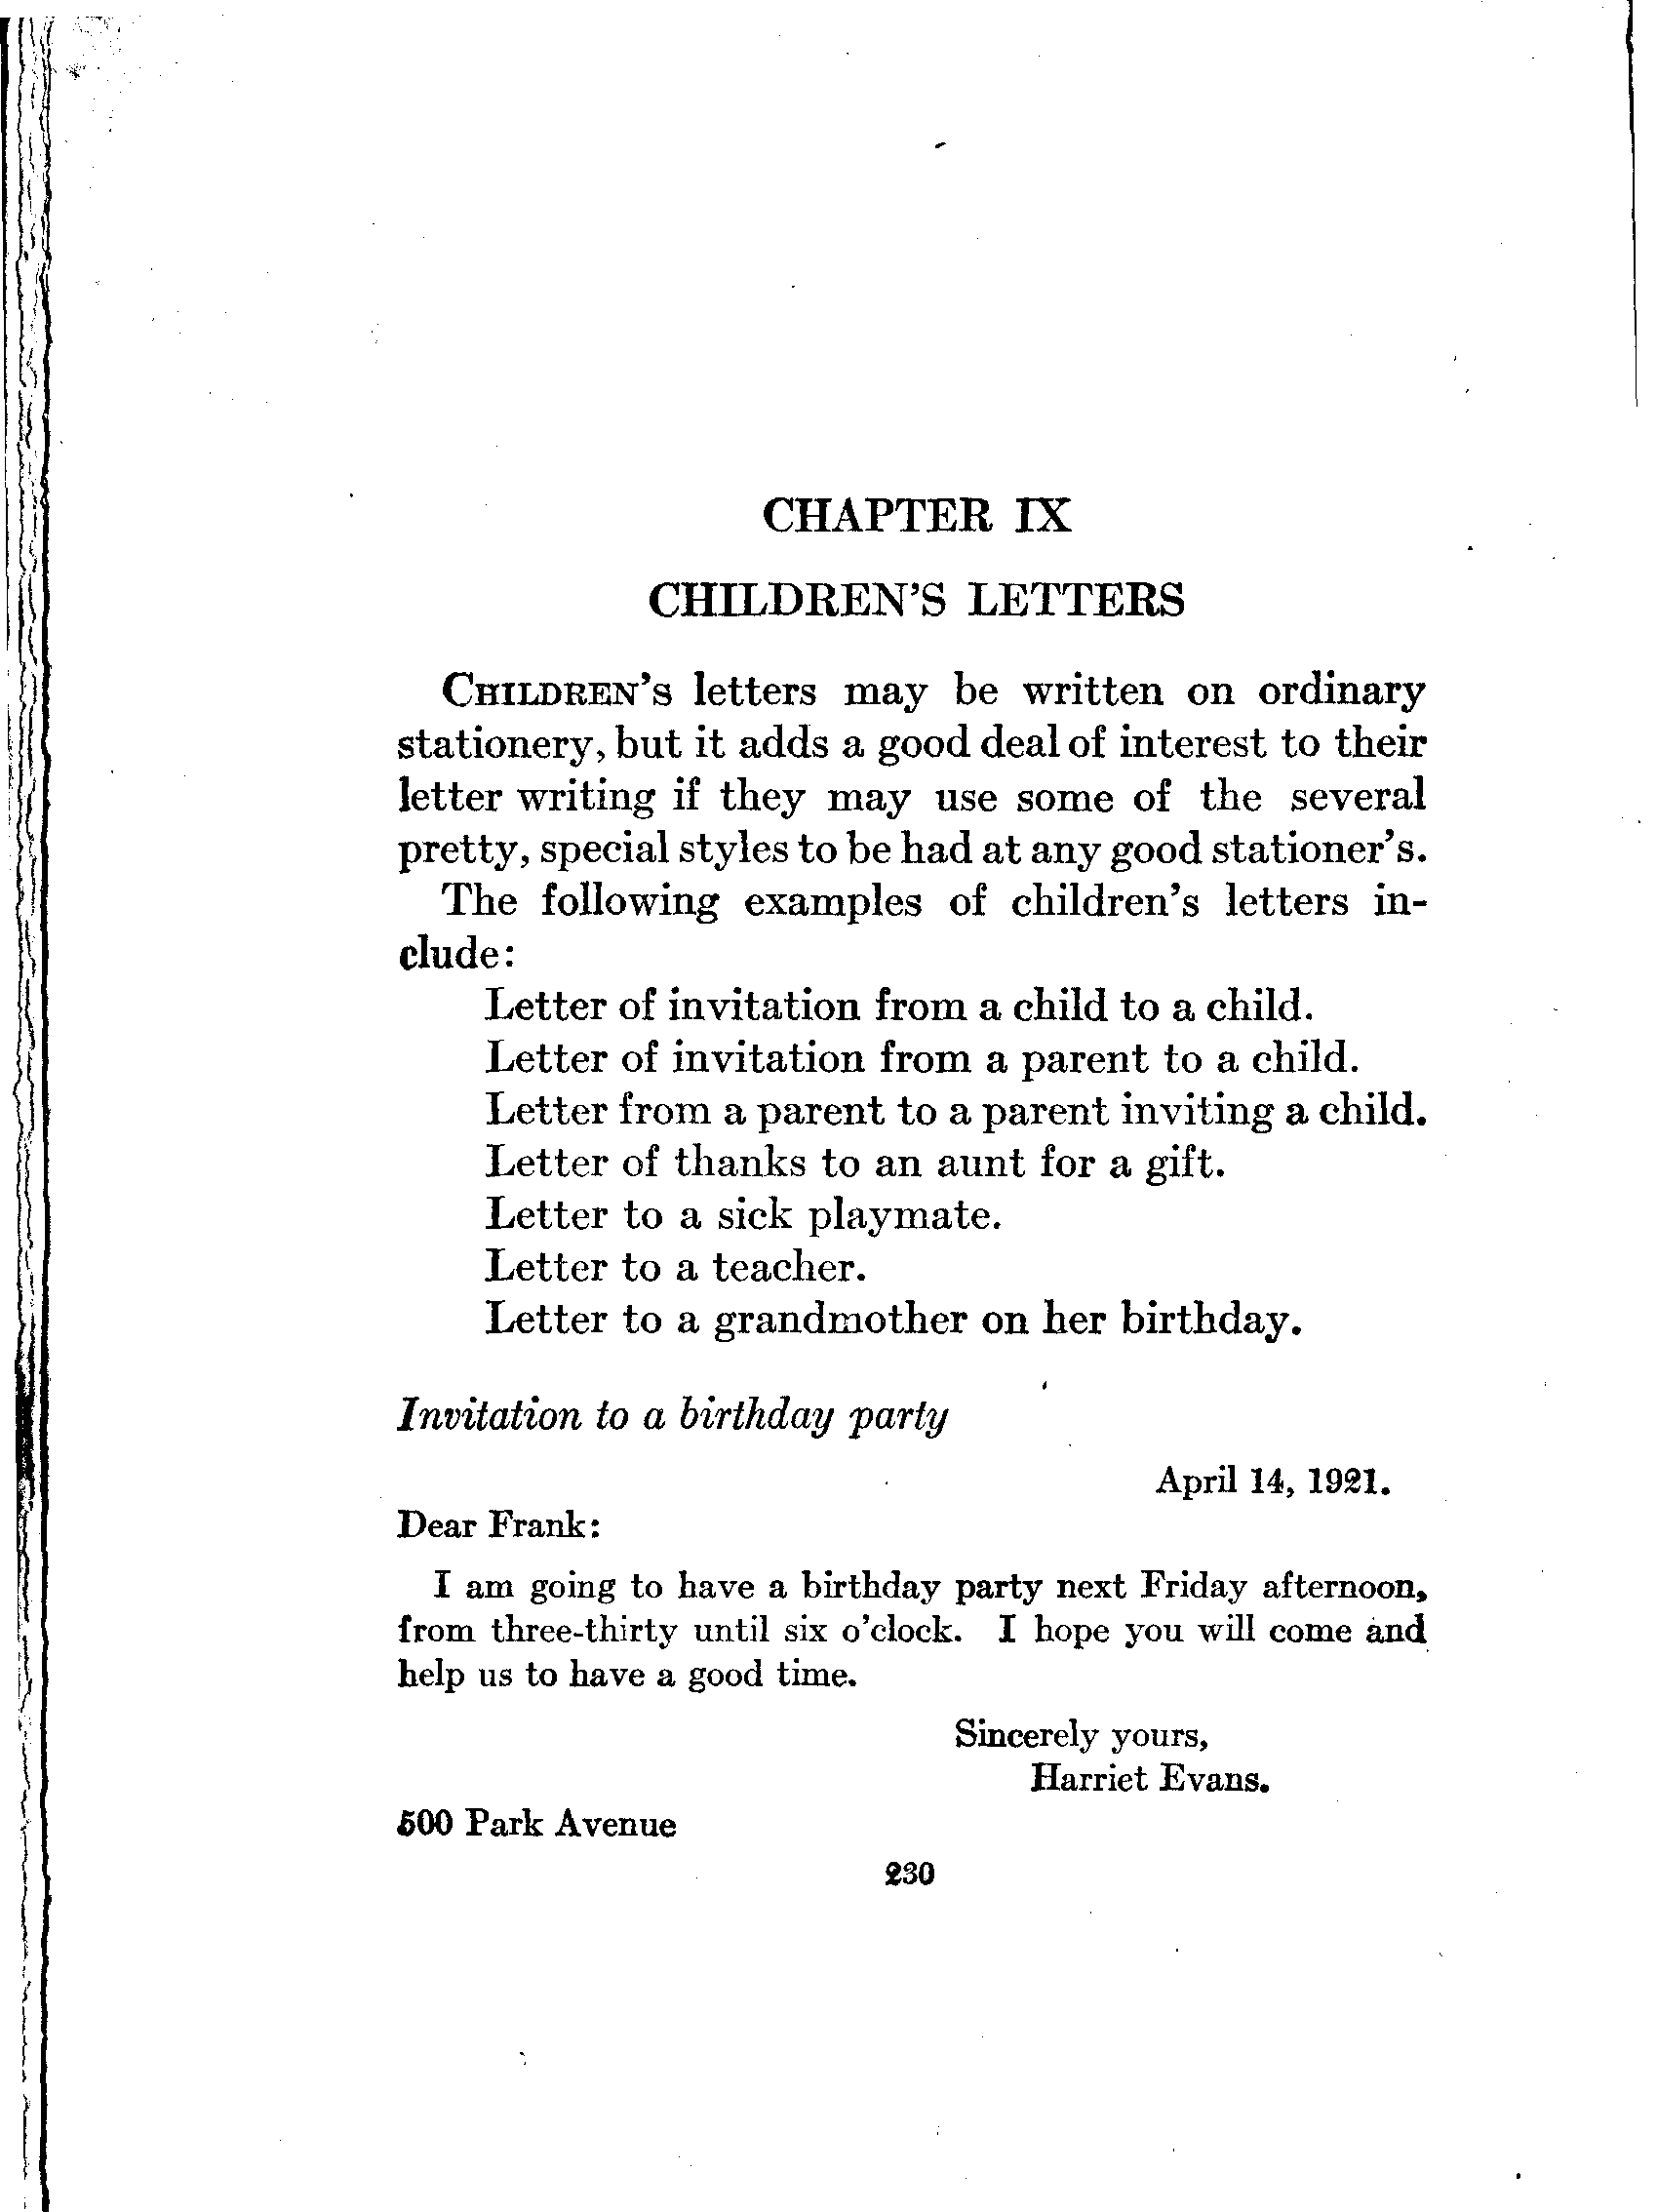 CHAPTER IX
CHILDREN'S LETTERS
CHILDREN'S letters may be written on ordinary
stationery, but it adds a good deal of interest to their
letter writing if they may use some of the several
pretty, special styles to be had at any good stationer's.
The following examples of children's letters in-
clude:
Letter of invitation from a child to a child.
Letter of invitation from a parent to a child.
Letter from a parent to a parent inviting a child.
Letter of thanks to an aunt for a gift.
Letter to a sick playmate.
Letter to a teacher.
Letter to a grandmother on her birthday.
Invitation to a birthday party
April 14, 1921.
Dear Frank:
I am going to have a birthday party next Friday afternoon,
from three-thirty until six o'clock. I hope you will come and
help us to have a good time.
Sincerely yours,
Harriet Evans.
500 Park Avenue
230